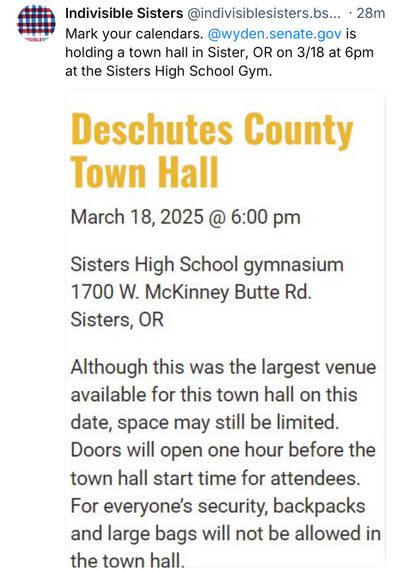 Indivisible Sisters @indivisiblesisters.bs... · 28m
Mark your calendars. @wyden.senate.gov is
holding a town hall in Sister, OR on 3/18 at 6pm
at the Sisters High School Gym.
Deschutes County
Town Hall
March 18, 2025 @ 6:00 pm
Sisters High School gymnasium
1700 W. McKinney Butte Rd.
Sisters, OR
Although this was the largest venue
available for this town hall on this
date, space may still be limited.
Doors will open one hour before the
town hall start time for attendees.
For everyone's security, backpacks
and large bags will not be allowed in
the town hall.